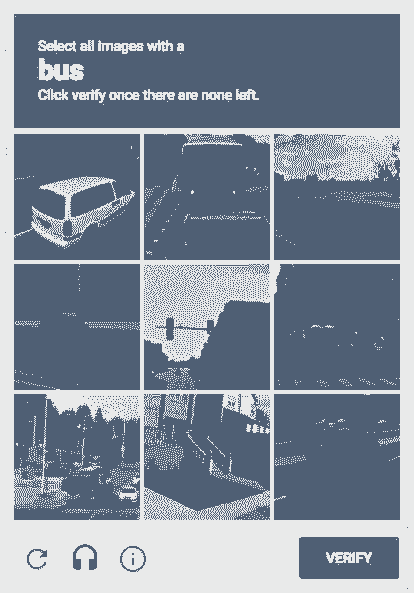 Select all images with a
bus
Click verify once there are none left.
VERIFY